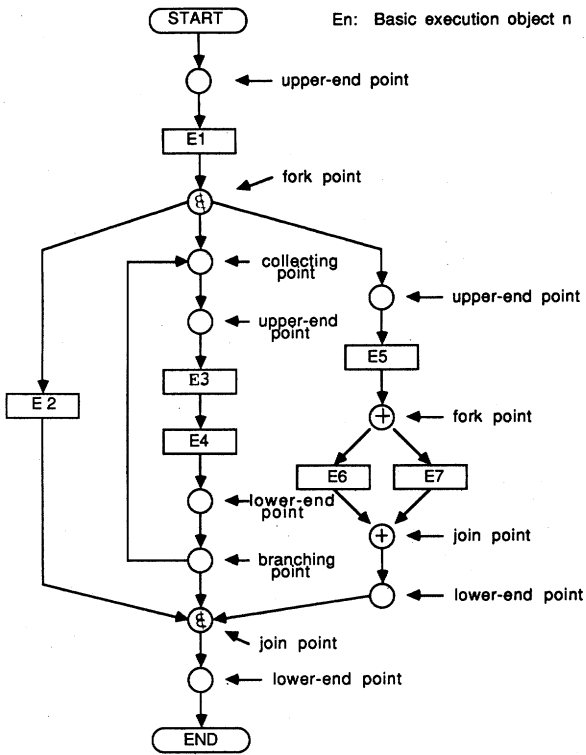 START
En: Basic execution object n
upper-end point
E1
fork point
&
collecting
point
upper-end point
upper-end
point
E5
E3
E2
+
fork point
E4
E6
E7
lower-end
point
+
join point
branching
point
lower-end point
&
join point
lower-end point
END